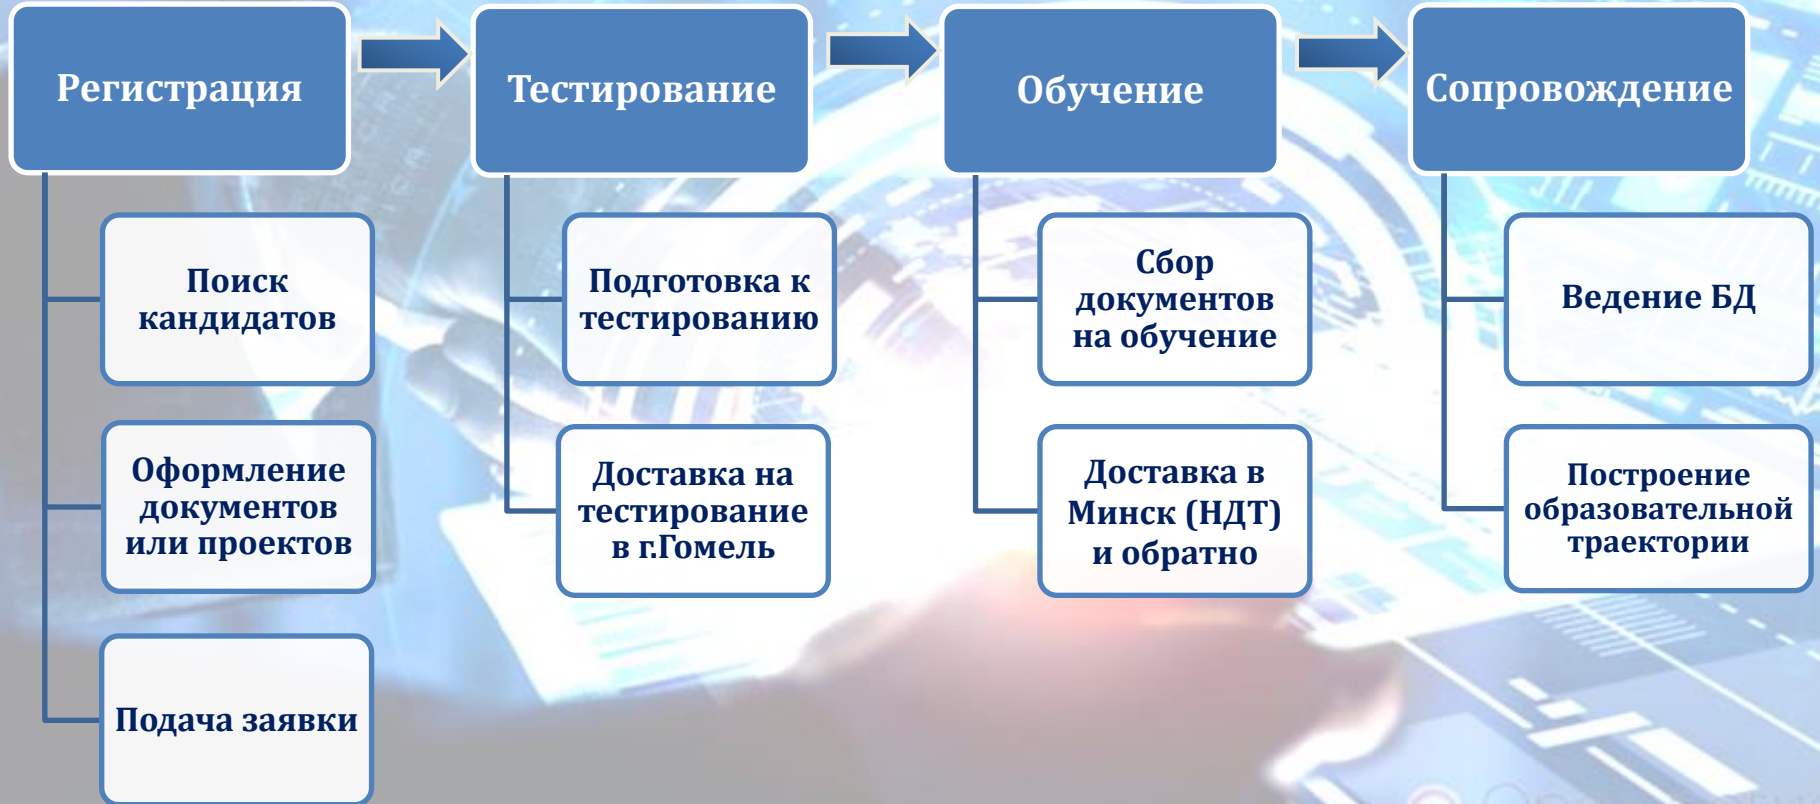 Регистрация
Тестирование
Обучение
Сопровождение
Поиск
кандидатов
Оформление
документов
или проектов
Подача заявки
Подготовка к
тестированию
Доставка на
тестирование
в г.Гомель
Сбор
документов
на обучение
Доставка в
Минск (НДТ)
и обратно
Ведение БД
Построение
образовательной
траектории